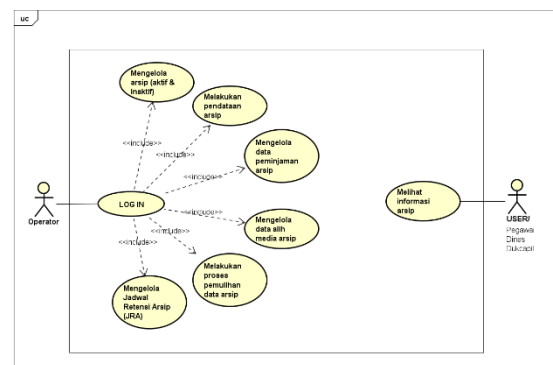 uc
Mengelola
arsip (aktif &
inaktif)
Melakukan
pendataan
arsip
<<include>>
<<include>>
Mengelola
data
peminjaman
arsip
<<include>>
LOG IN
Operator
<<include>>
Mengelola
data alih
media arsip
<<include>>
<<include>>
Melakukan
proses
pemulihan
data arsip
Mengelola
Jadwal
Retensi Arsip
(JRA)
Melihat
informasi
arsip
USER/
Pegawai
Dines
Dukcapil